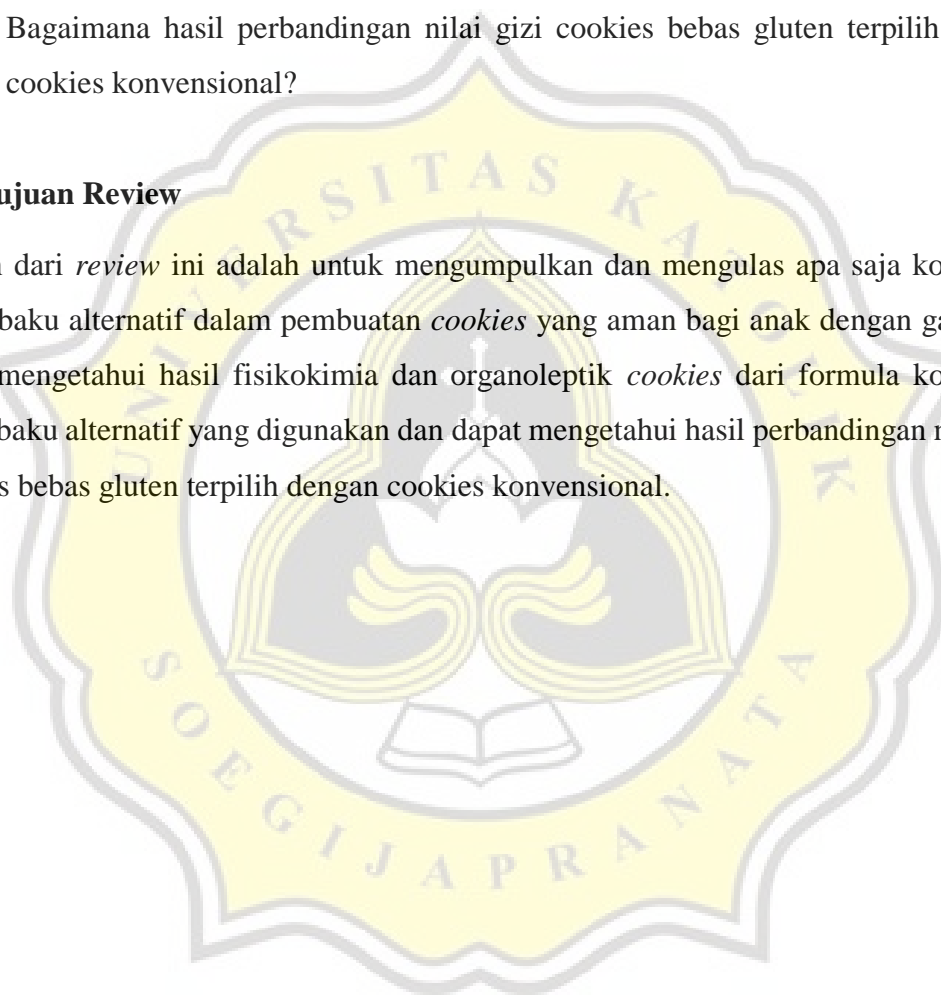 Bagaimana hasil perbandingan nilai gizi cookies bebas gluten terpilih
cookies konvensional?
ujuan Review
dari review ini adalah untuk mengumpulkan dan mengulas apa saja ko
baku alternatif dalam pembuatan cookies yang aman bagi anak dengan ga
mengetahui hasil fisikokimia dan organoleptik cookies dari formula ko
baku alternatif yang digunakan dan dapat mengetahui hasil perbandingan
s bebas gluten terpilih dengan cookies konvensional.
UNIVERSITAS KATOLIK
SOEGIJAPRANATA